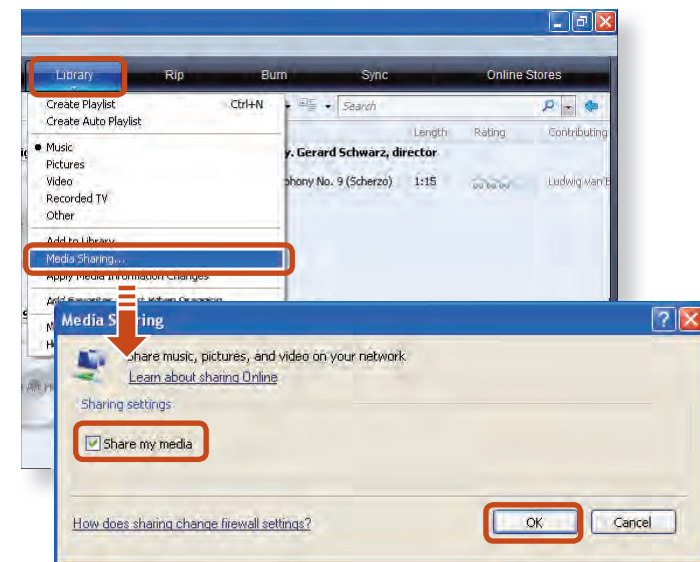 Library Rip Burn Sync Online Stores
Create Playlist Ctrl+N Search
Create Auto Playlist
Length Rating Contributing
Music
y. Gerard Schwarz, director
Pictures
Video phony No. 9 (Scherzo) 1:15 Ludwig van B
Recorded TV
Other
Add to Library...
Media Sharing...
Apply Media Information Changes
Media S ring
Share music, pictures, and video on your network
Learn about sharing Online
Sharing settings
Share my media
How does sharing change firewall settings?
OK Cancel